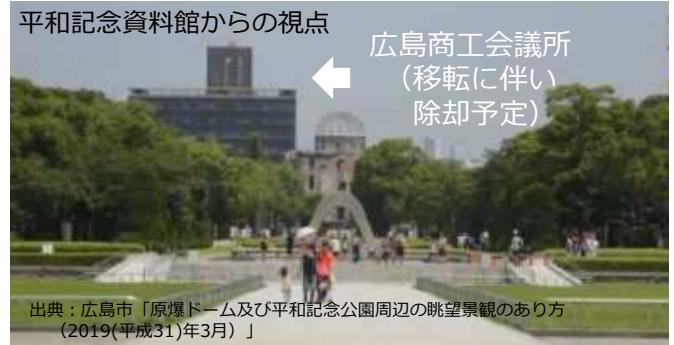 平和記念資料館からの視点
広島商工会議所
（移転に伴い
除却予定）
出典：広島市「原爆ドーム及び平和記念公園周辺の眺望景観のあり方
（2019(平成31)年3月）」